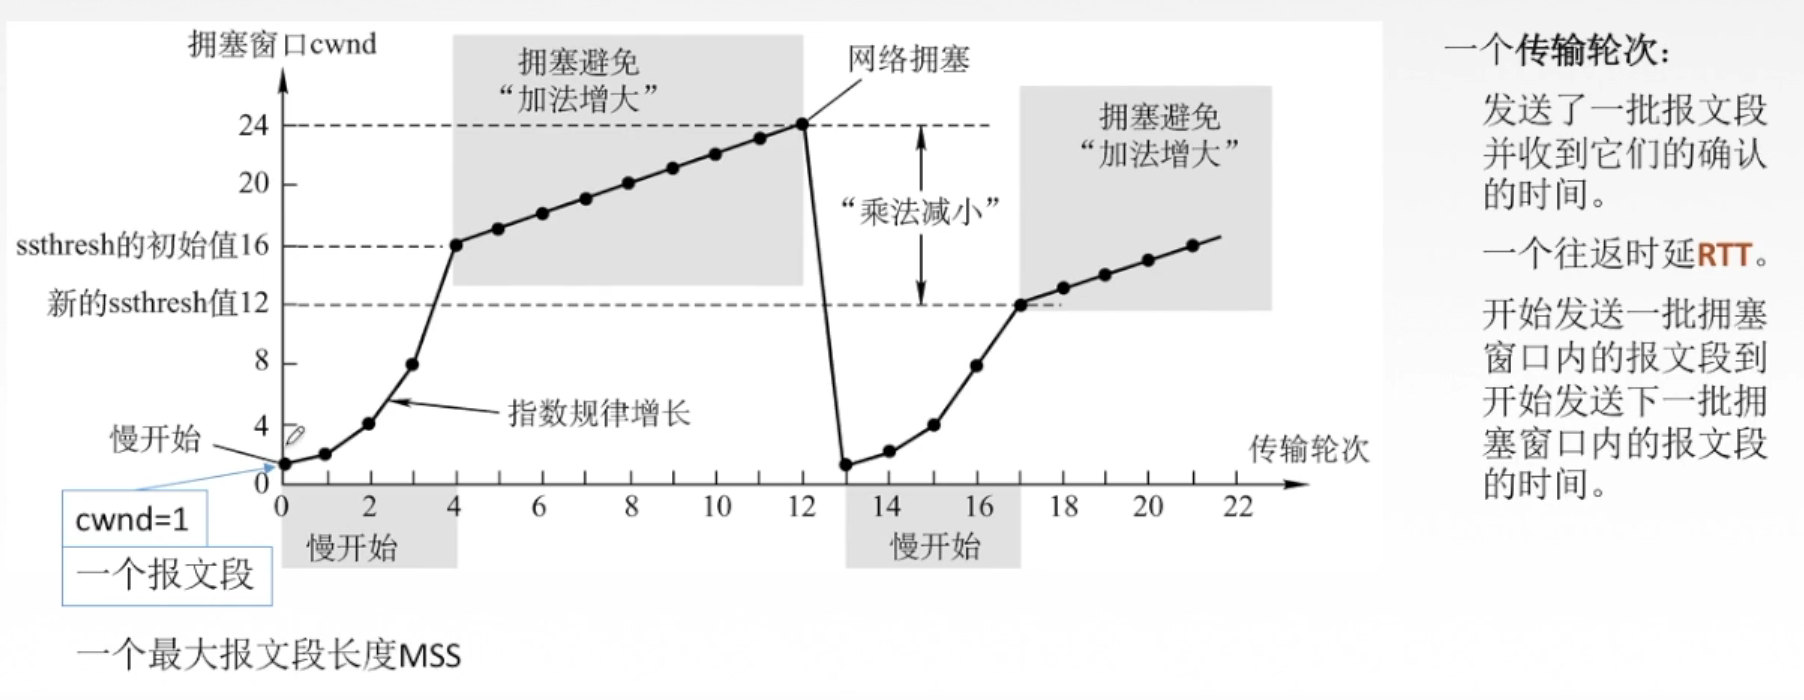 拥塞窗口cwnd
拥塞避免
“加法增大”
网络拥塞
24
20
ssthresh的初始值16
新的ssthresh值12
8
4
0
“乘法减小”
拥塞避免
“加法增大”
指数规律增长
慢开始
传输轮次
0 2 4 6 8 10 12 14 16 18 20 22
慢开始
慢开始
cwnd=1
一个报文段
一个最大报文段长度MSS
一个传输轮次：
发送了一批报文段
并收到它们的确认
的时间。
一个往返时延RTT。
开始发送一批拥塞
窗口内的报文段到
开始发送下一批拥
塞窗口内的报文段
的时间。